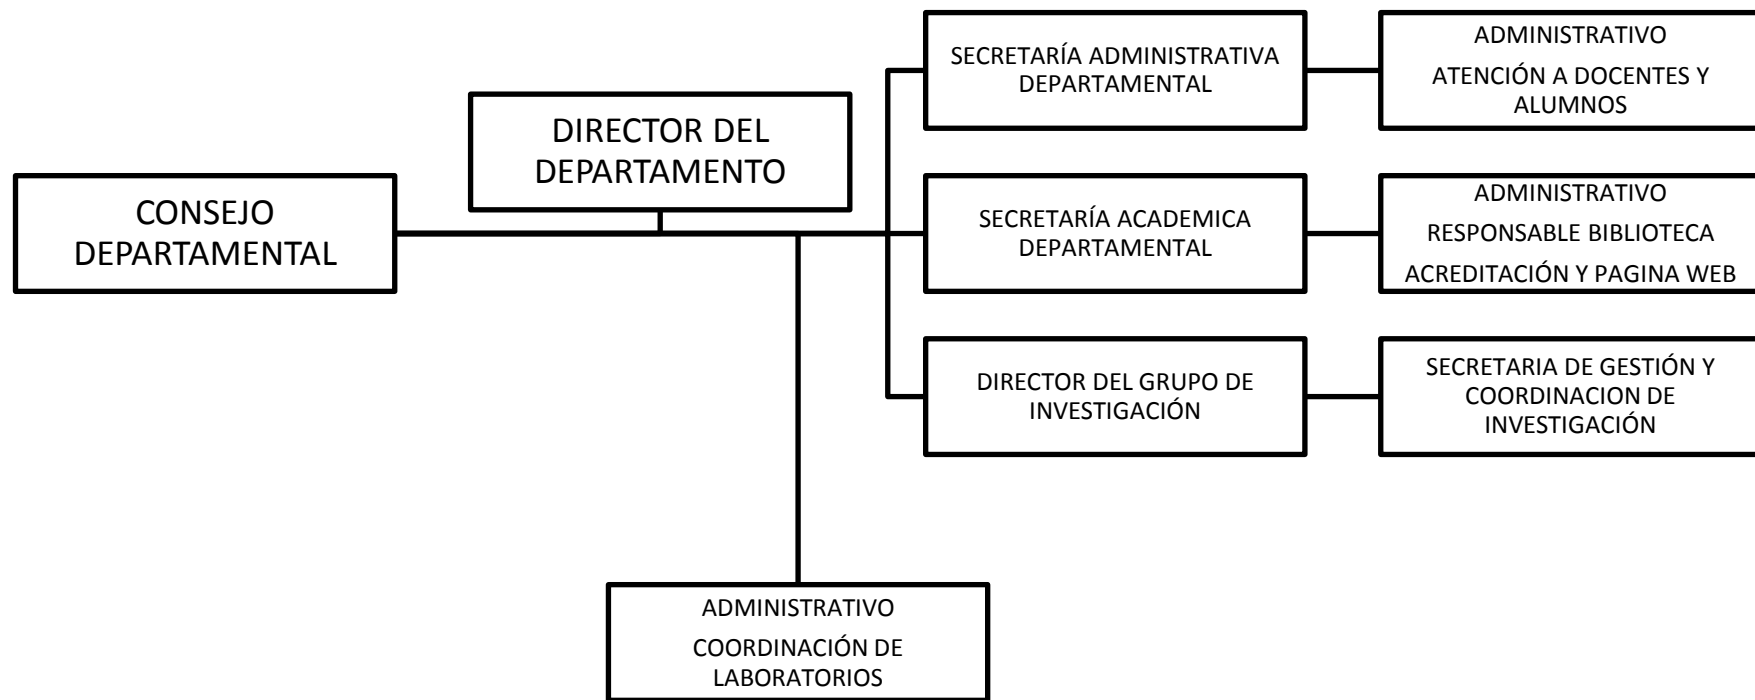 CONSEJO
DEPARTAMENTAL
DIRECTOR DEL
DEPARTAMENTO
SECRETARÍA ADMINISTRATIVA
DEPARTAMENTAL
ADMINISTRATIVO
ATENCIÓN A DOCENTES Y
ALUMNOS
SECRETARÍA ACADEMICA
DEPARTAMENTAL
ADMINISTRATIVO
RESPONSABLE BIBLIOTECA
ACREDITACIÓN Y PAGINA WEB
DIRECTOR DEL GRUPO DE
INVESTIGACIÓN
SECRETARIA DE GESTIÓN Y
COORDINACION DE
INVESTIGACIÓN
ADMINISTRATIVO
COORDINACIÓN DE
LABORATORIOS